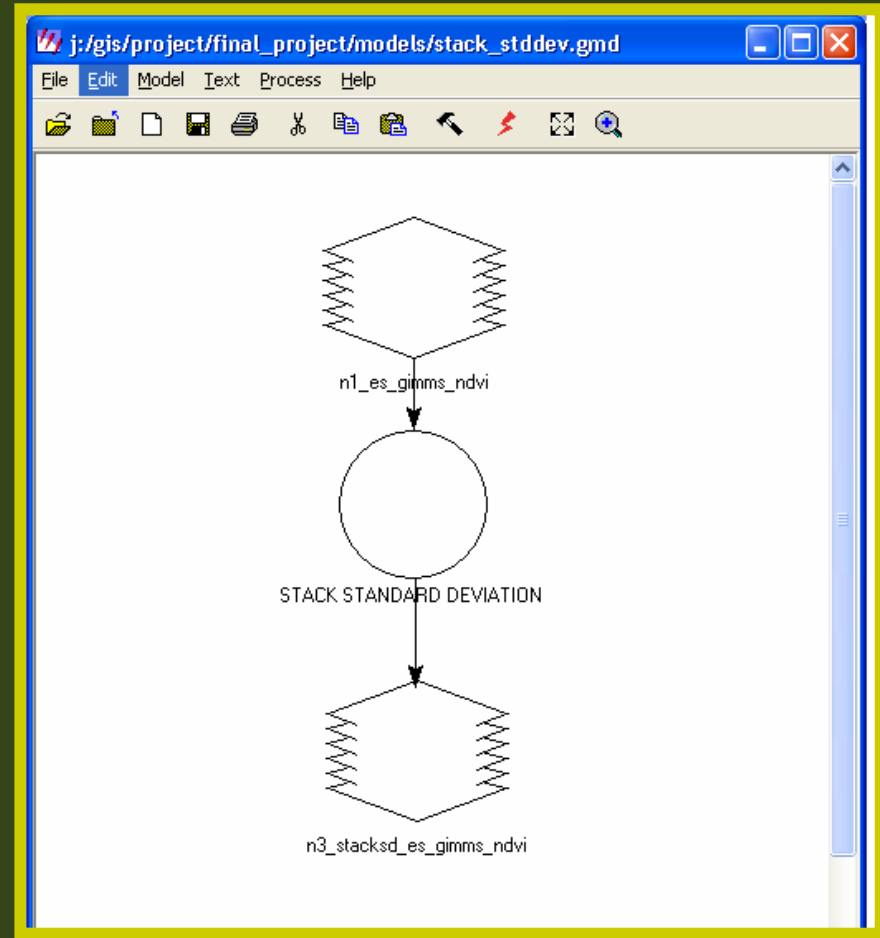 j:/gis/project/final_project/models/stack_stddev.gmd
File Edit Model Text Process Help
n1_es_gimms_ndvi
STACK STANDARD DEVIATION
n3_stacksd_es_gimms_ndvi